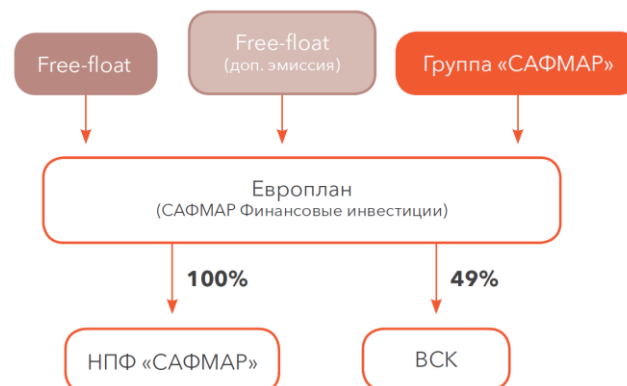 Free-float
Free-float
(доп. эмиссия)
Группа «САФМАР»
Европлан
(САФМАР Финансовые инвестиции)
100%
49%
НПФ «САФМАР»
ВСК